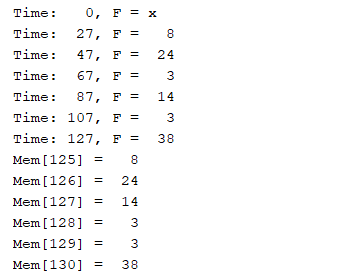 Time:    0, F = x
Time:   27, F =   8
Time:   47, F =  24
Time:   67, F =   3
Time:   87, F =  14
Time:  107, F =   3
Time:  127, F =  38
Mem[125] =   8
Mem[126] =  24
Mem[127] =  14
Mem[128] =   3
Mem[129] =   3
Mem[130] =  38